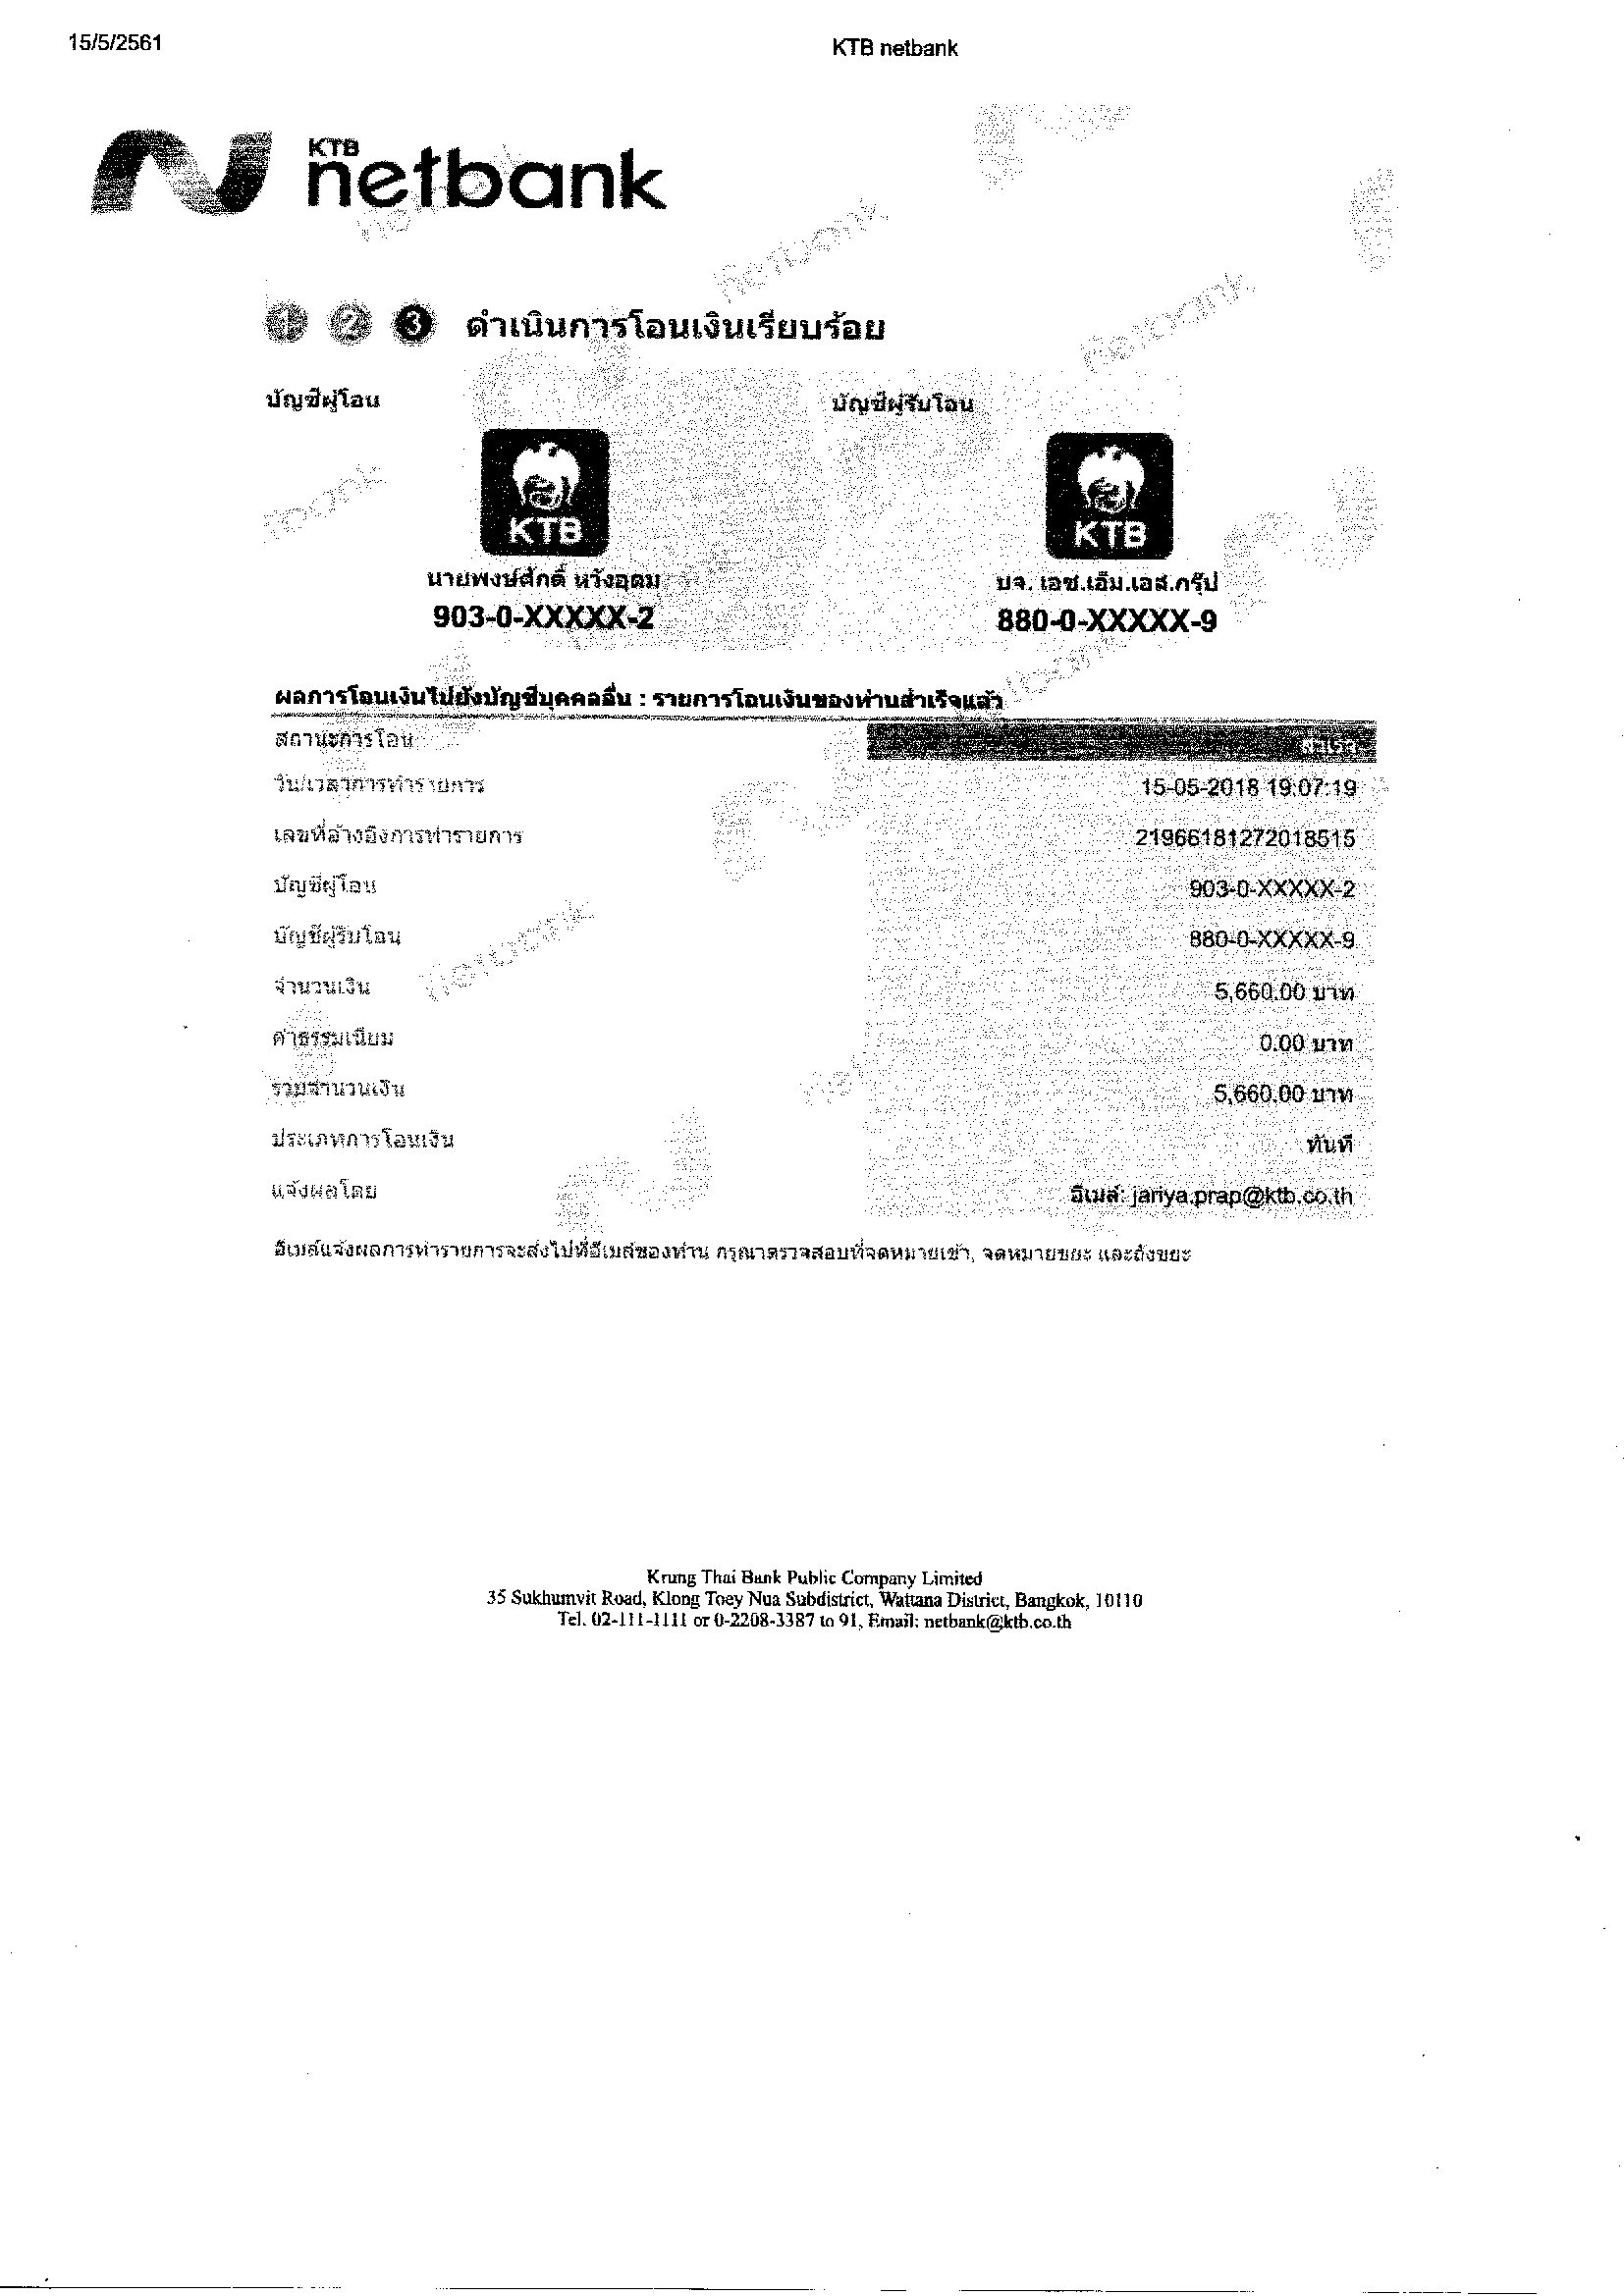 15/5/2561
KTB netbank
KTB
netbank
1 2 3 ดำเนินการโอนเงินเรียบร้อย
บัญชีผู้โอน
บัญชีผู้รับโอน
KTB
KTB
นายพงษ์ศักดิ์ หวังอุดม
บจ. เอช.เอ็ม.เอส.กรุ๊ป
903-0-XXXXX-2
880-0-XXXXX-9
ผลการโอนเงินไปยังบัญชีบุคคลอื่น : รายการโอนเงินของท่านสำเร็จแล้ว
สถานะการโอน สำเร็จ
วัน/เวลาการทำรายการ 15-05-2018 19:07:19
เลขที่อ้างอิงการทำรายการ 21966181272018515
บัญชีผู้โอน 903-0-XXXXX-2
บัญชีผู้รับโอน 880-0-XXXXX-9
จำนวนเงิน 5,660.00 บาท
ค่าธรรมเนียม 0.00 บาท
รวมจำนวนเงิน 5,660.00 บาท
ประเภทการโอนเงิน ทันที
แจ้งผลโดย อีเมล์: jariya.prap@ktb.co.th
อีเมล์แจ้งผลการทำรายการจะส่งไปที่อีเมล์ของท่าน กรุณาตรวจสอบที่จดหมายเข้า, จดหมายขยะ และถังขยะ
Krung Thai Bank Public Company Limited
35 Sukhumvit Road, Klong Toey Nua Subdistrict, Wattana District, Bangkok, 10110
Tel. 02-111-1111 or 0-2208-3387 to 91, Email: netbank@ktb.co.th